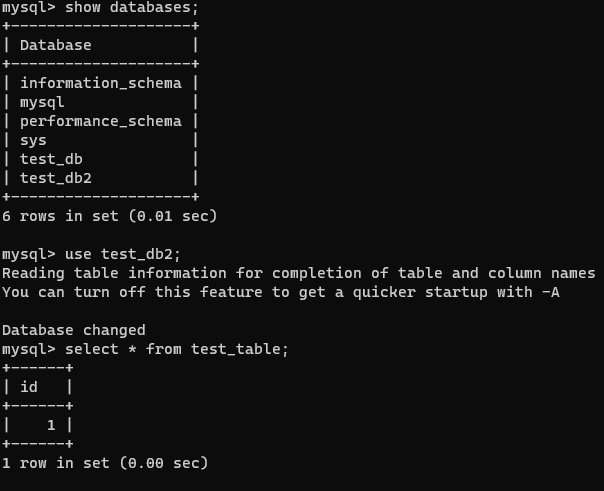 mysql> show databases;
+--------------------+
| Database           |
+--------------------+
| information_schema |
| mysql              |
| performance_schema |
| sys                |
| test_db            |
| test_db2           |
+--------------------+
6 rows in set (0.01 sec)

mysql> use test_db2;
Reading table information for completion of table and column names
You can turn off this feature to get a quicker startup with -A

Database changed
mysql> select * from test_table;
+------+
| id   |
+------+
|    1 |
+------+
1 row in set (0.00 sec)